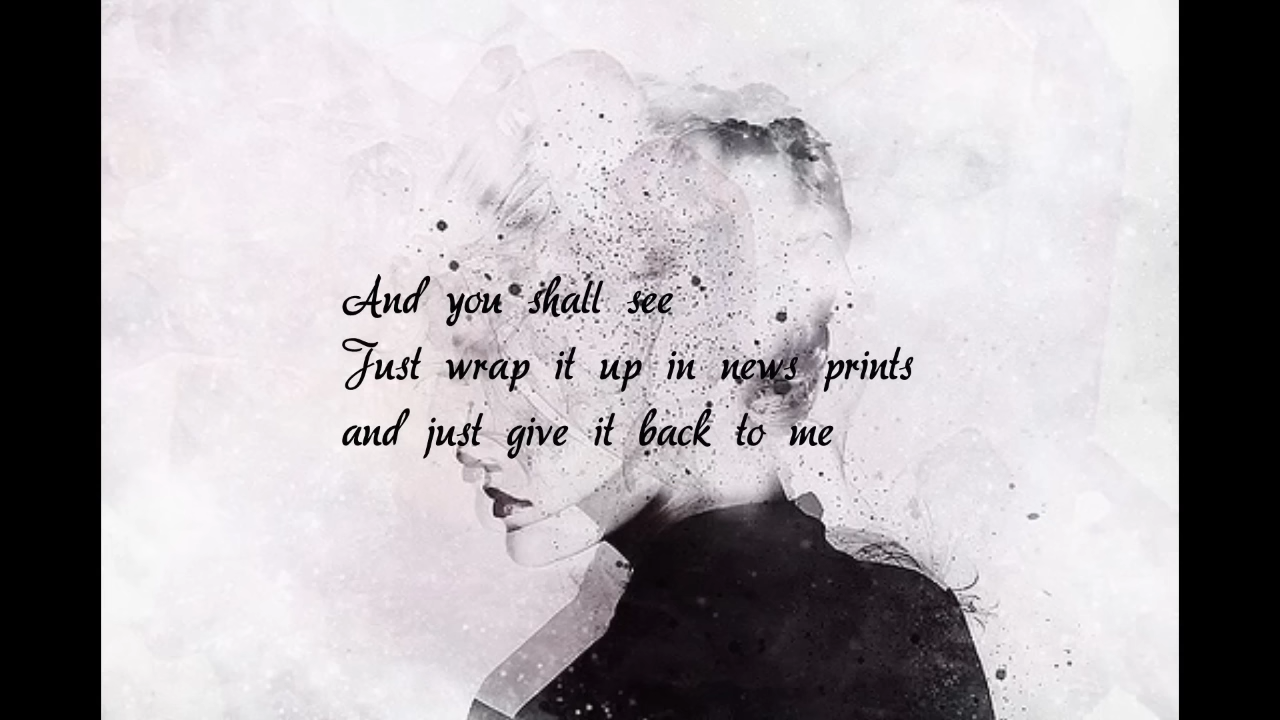 And you shall see
Just wrap it up in news prints
and just give it back to me